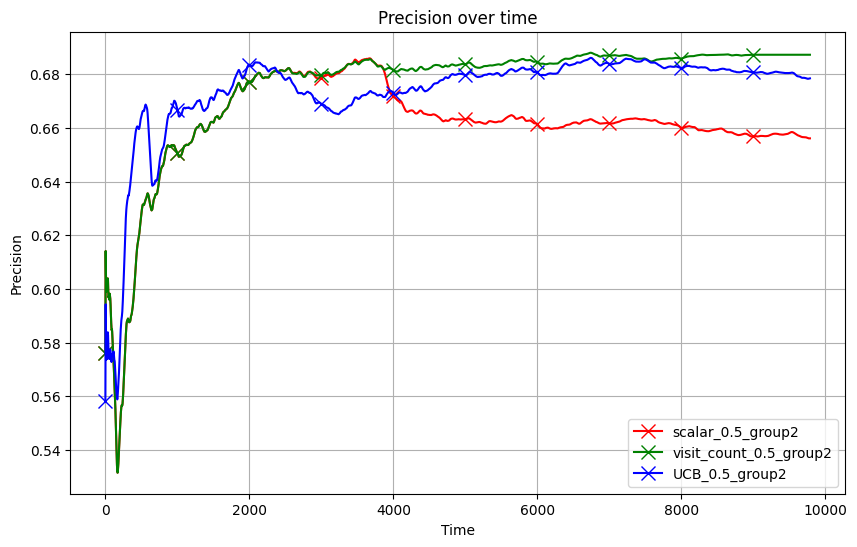 Precision over time
Precision
0.68
0.66
0.64
0.62
0.60
0.58
0.56
0.54
0
2000
4000
6000
8000
10000
Time
scalar_0.5_group2
visit_count_0.5_group2
UCB_0.5_group2